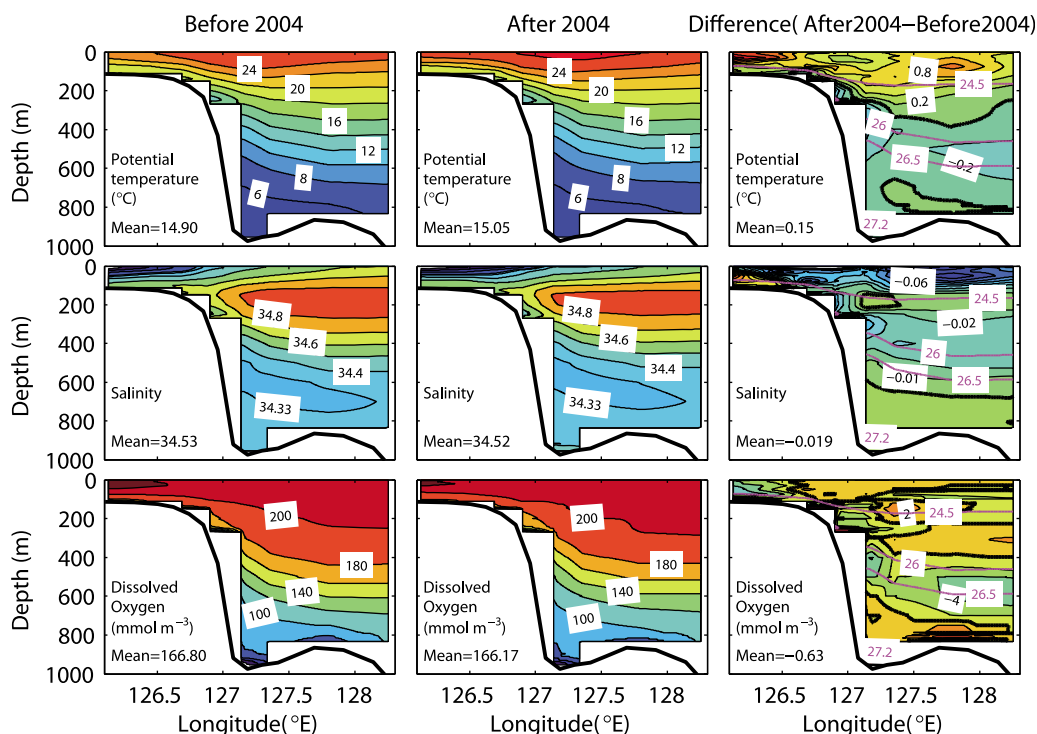 Before 2004
After 2004
Difference( After2004−Before2004)
Depth (m)
0
200
400
600
800
1000
24
20
16
12
8
6
Potential
temperature
(°C)
Mean=14.90
24
20
16
12
8
6
Potential
temperature
(°C)
Mean=15.05
0.8
24.5
0.2
26
26.5
−0.2
27.2
Potential
temperature
(°C)
Mean=0.15
Depth (m)
0
200
400
600
800
1000
34.8
34.6
34.4
34.33
Salinity
Mean=34.53
34.8
34.6
34.4
34.33
Salinity
Mean=34.52
−0.06
24.5
−0.02
26
−0.01
26.5
27.2
Salinity
Mean=−0.019
Depth (m)
0
200
400
600
800
1000
200
180
140
100
Dissolved
Oxygen
(mmol m⁻³)
Mean=166.80
200
180
140
100
Dissolved
Oxygen
(mmol m⁻³)
Mean=166.17
2
24.5
26
26.5
−4
27.2
Dissolved
Oxygen
(mmol m⁻³)
Mean=−0.63
126.5 127 127.5 128
126.5 127 127.5 128
126.5 127 127.5 128
Longitude(°E)
Longitude(°E)
Longitude(°E)